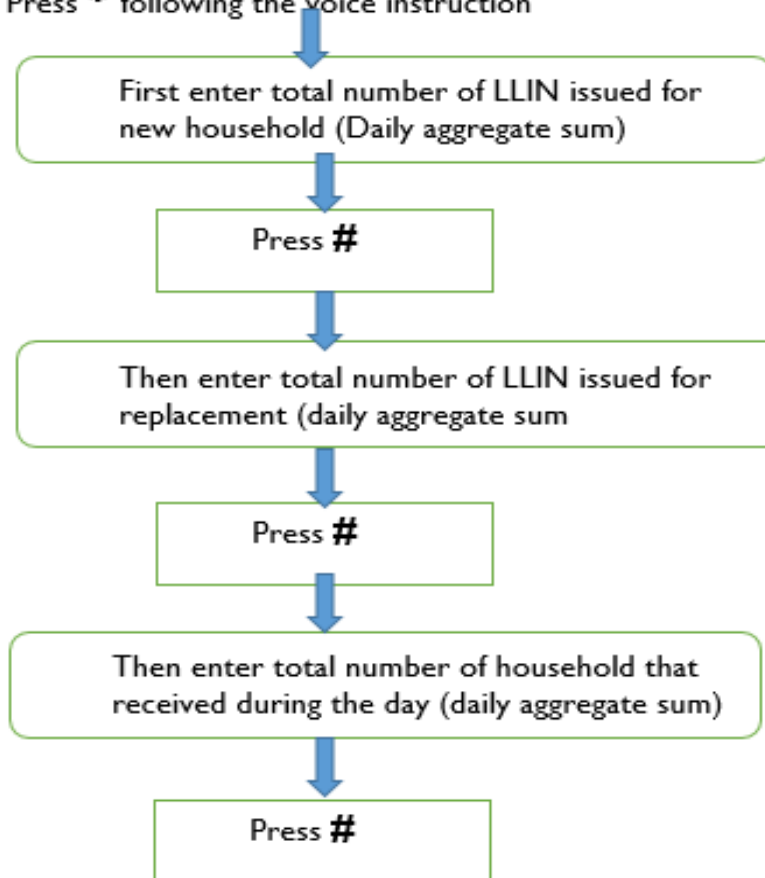 Press following the voice instruction
First enter total number of LLIN issued for
new household (Daily aggregate sum)
Press #
Then enter total number of LLIN issued for
replacement (daily aggregate sum
Press #
Then enter total number of household that
received during the day (daily aggregate sum)
Press #